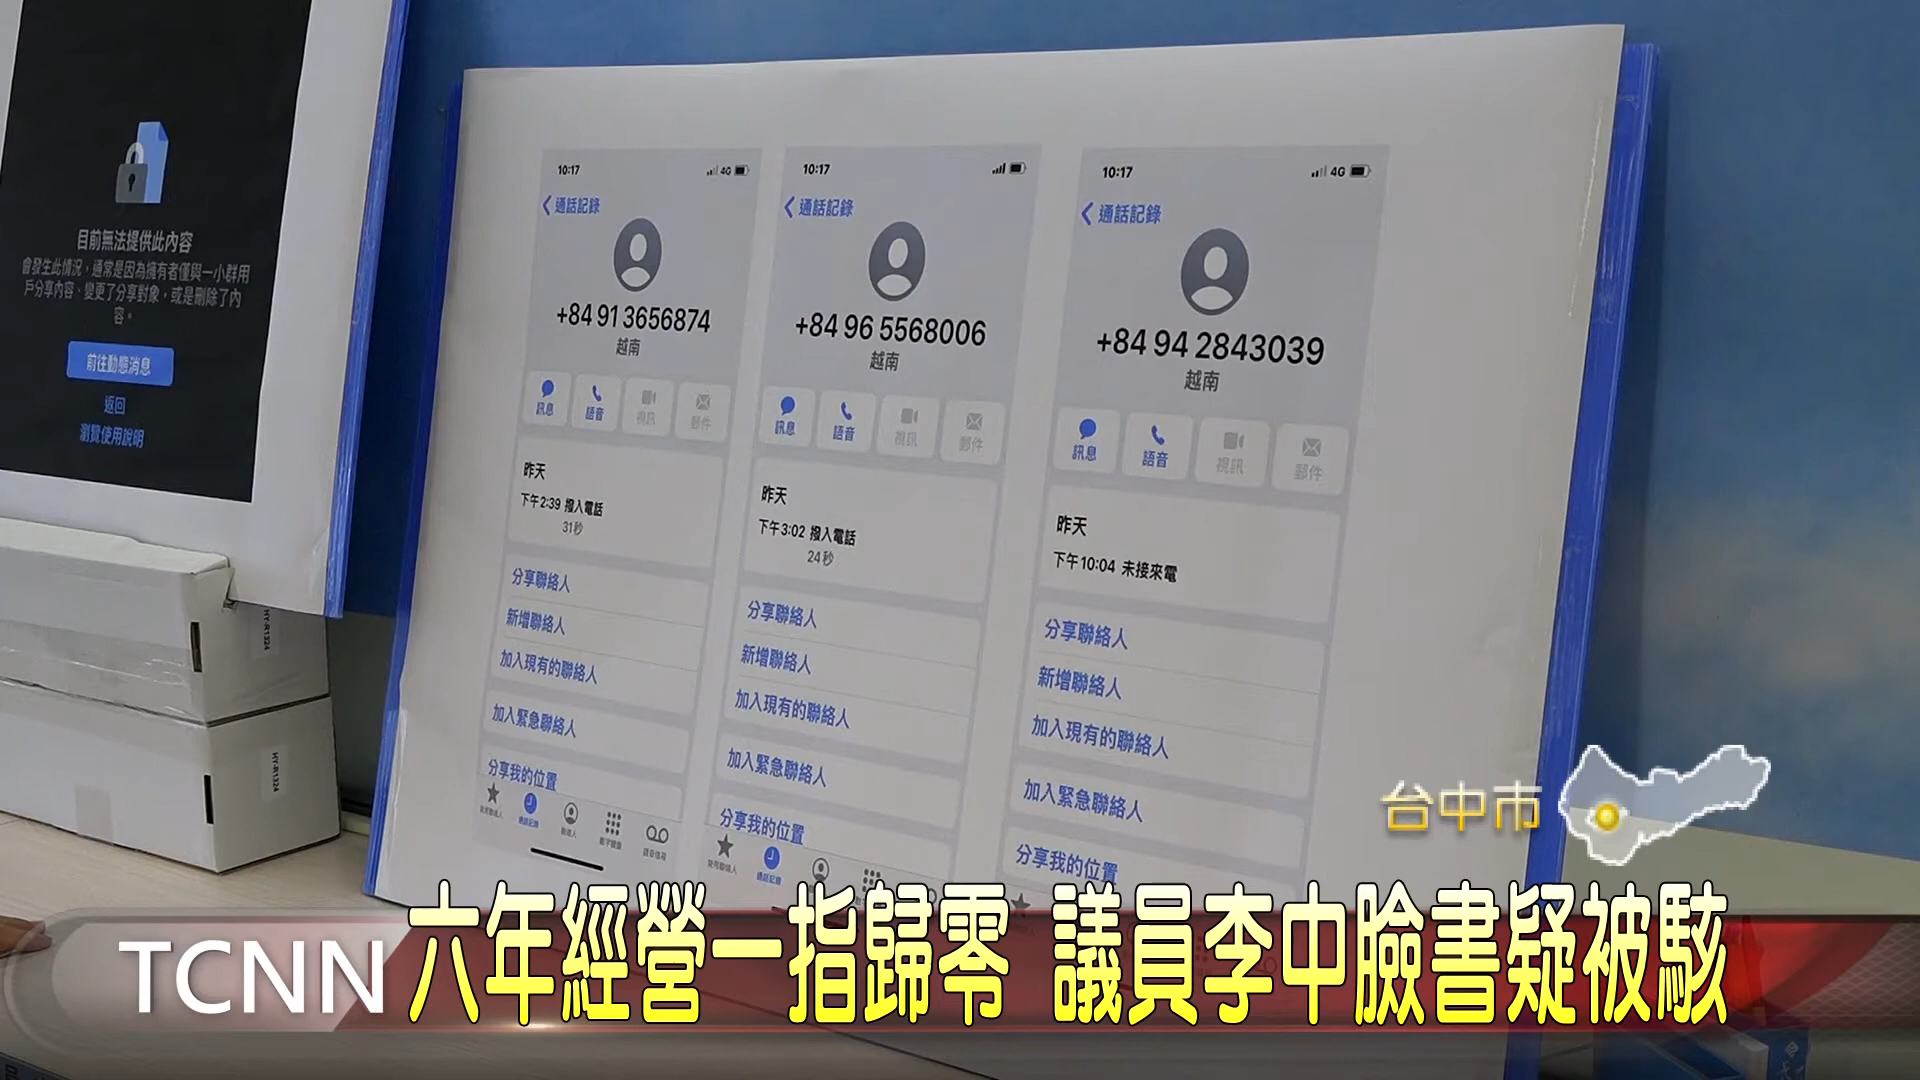 目前無法提供此內容
會發生此情況，通常是因為擁有者僅與一小群用
戶分享內容、變更了分享對象，或是刪除了內
容。
前往動態消息
返回
瀏覽使用說明
HY-R1324
HY-R1324
10:17
4G
通話記錄
+84 91 3656874
越南
訊息
語音
視訊
郵件
昨天
下午2:39 撥入電話
31秒
分享聯絡人
新增聯絡人
加入現有的聯絡人
加入緊急聯絡人
分享我的位置
10:17
通話記錄
+84 96 5568006
越南
訊息
語音
視訊
郵件
昨天
下午3:02 撥入電話
24秒
分享聯絡人
新增聯絡人
加入現有的聯絡人
加入緊急聯絡人
分享我的位置
10:17
4G
通話記錄
+84 94 2843039
越南
訊息
語音
視訊
郵件
昨天
下午10:04 未接來電
分享聯絡人
新增聯絡人
加入現有的聯絡人
加入緊急聯絡人
分享我的位置
台中市
TCNN
六年經營一指歸零 議員李中臉書疑被駭